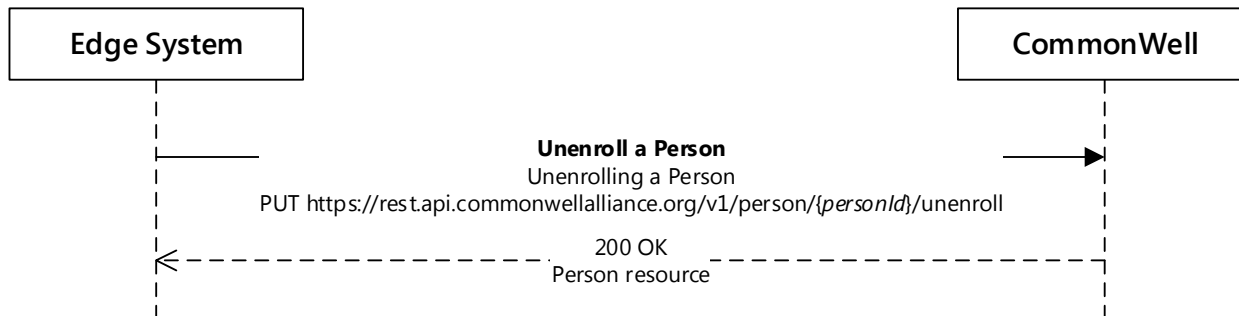 Edge System
CommonWell
Unenroll a Person
Unenrolling a Person
PUT https://rest.api.commonwellalliance.org/v1/person/{personId}/unenroll
200 OK
Person resource